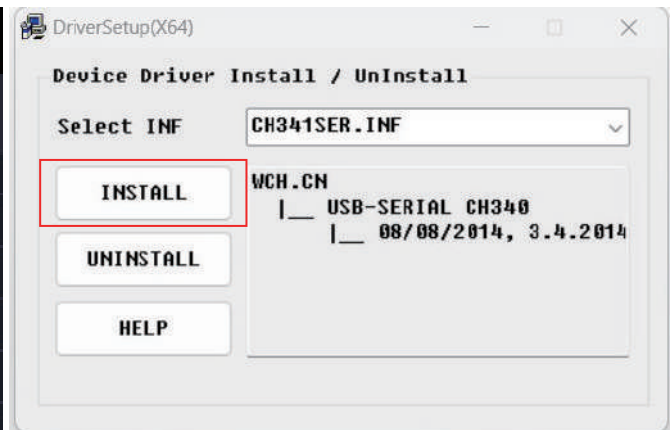 DriverSetup(X64)
Device Driver Install / UnInstall
Select INF
CH341SER.INF
INSTALL
UNINSTALL
HELP
WCH.CN
|__ USB-SERIAL CH340
|__ 08/08/2014, 3.4.2014